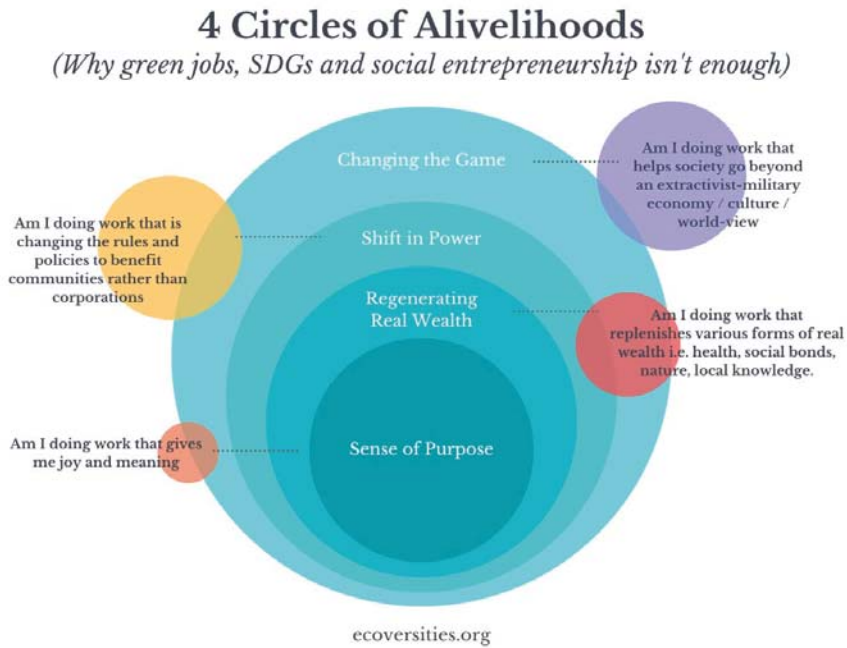 4 Circles of Alivelihoods
(Why green jobs, SDGs and social entrepreneurship isn't enough)
Changing the Game
Am I doing work that
helps society go beyond
an extractivist-military
economy / culture /
world-view
Shift in Power
Am I doing work that is
changing the rules and
policies to benefit
communities rather than
corporations
Regenerating
Real Wealth
Am I doing work that
replenishes various forms of real
wealth i.e. health, social bonds,
nature, local knowledge.
Sense of Purpose
Am I doing work that gives
me joy and meaning
ecoversities.org